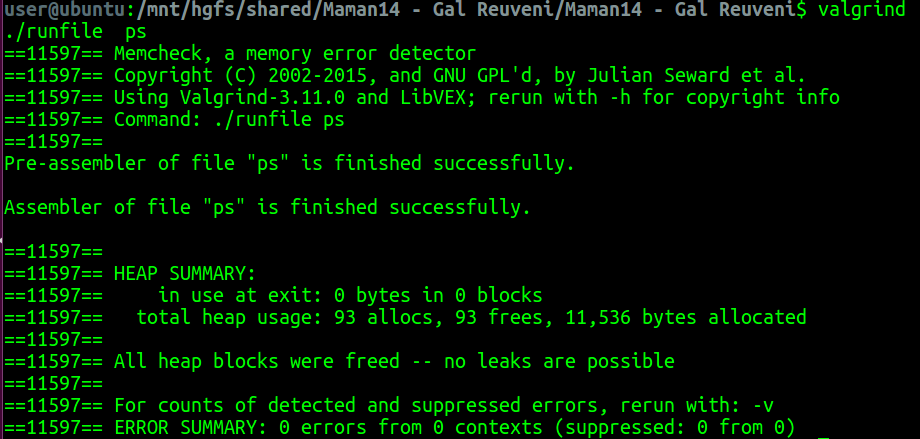 user@ubuntu:/mnt/hgfs/shared/Maman14 - Gal Reuveni/Maman14 - Gal Reuveni$ valgrind
./runfile  ps
==11597== Memcheck, a memory error detector
==11597== Copyright (C) 2002-2015, and GNU GPL'd, by Julian Seward et al.
==11597== Using Valgrind-3.11.0 and LibVEX; rerun with -h for copyright info
==11597== Command: ./runfile ps
==11597==
Pre-assembler of file "ps" is finished successfully.
Assembler of file "ps" is finished successfully.
==11597==
==11597== HEAP SUMMARY:
==11597==     in use at exit: 0 bytes in 0 blocks
==11597==   total heap usage: 93 allocs, 93 frees, 11,536 bytes allocated
==11597==
==11597== All heap blocks were freed -- no leaks are possible
==11597==
==11597== For counts of detected and suppressed errors, rerun with: -v
==11597== ERROR SUMMARY: 0 errors from 0 contexts (suppressed: 0 from 0)